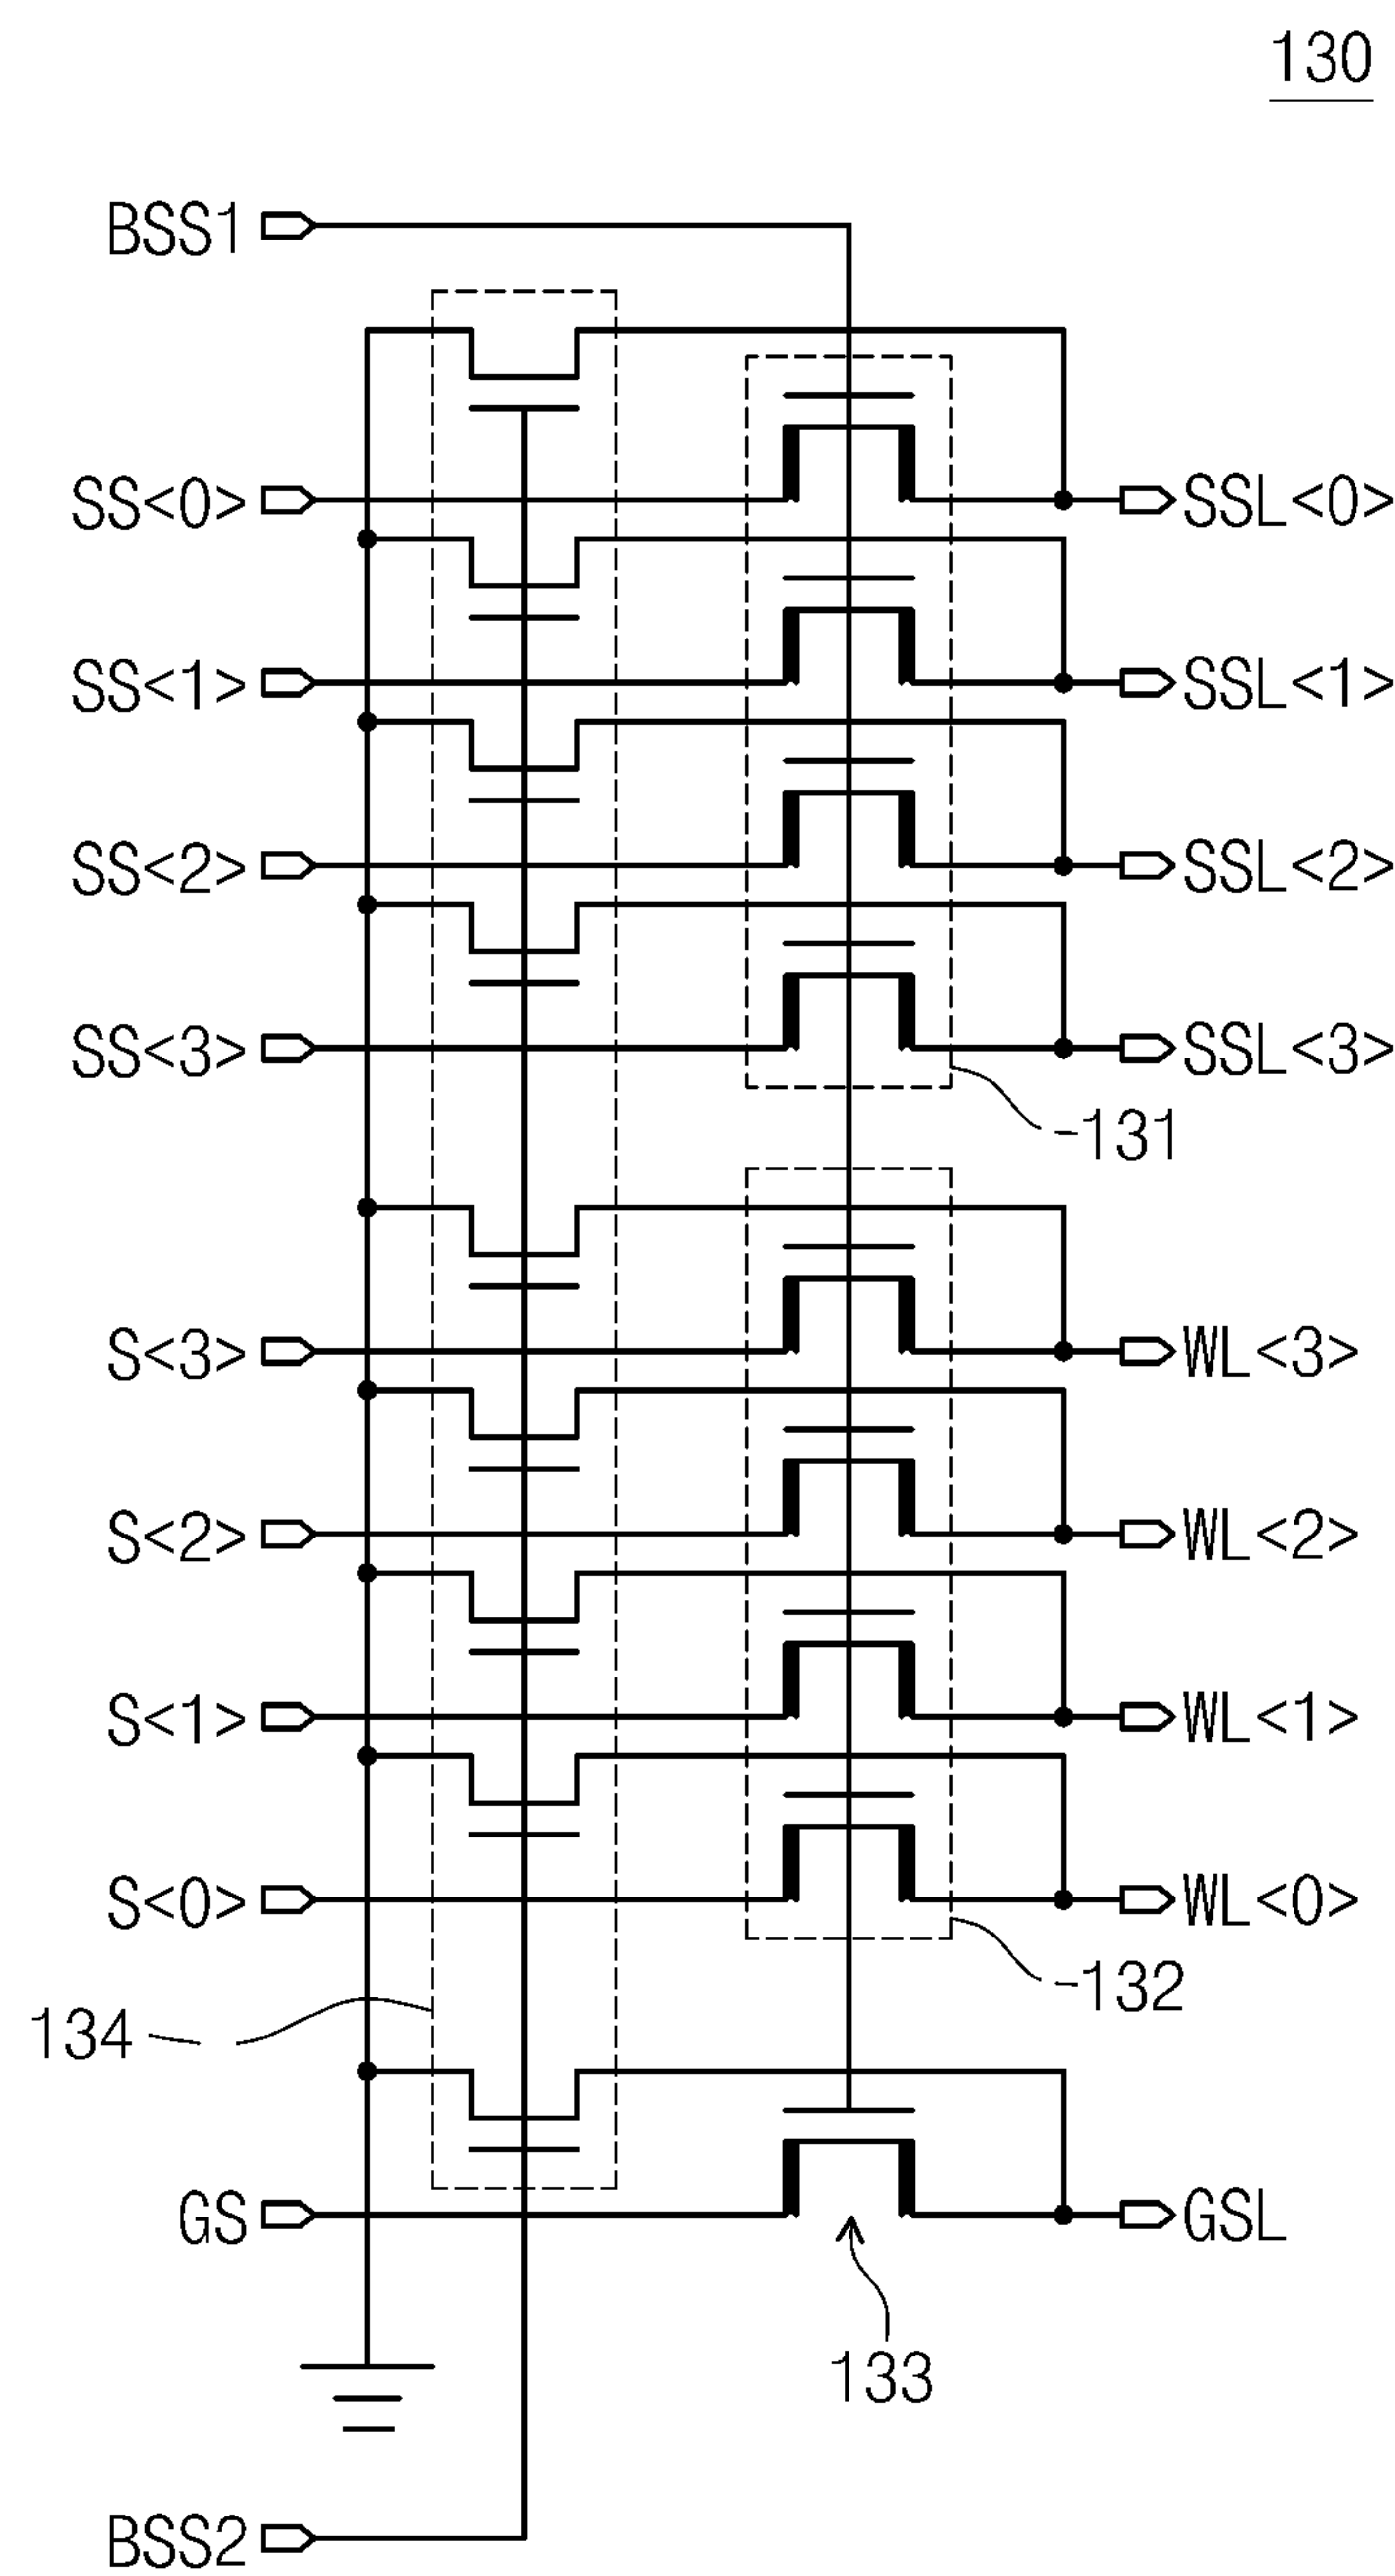 130
BSS1
SS<0> SSL<0>
SS<1> SSL<1>
SS<2> SSL<2>
SS<3> SSL<3>
131
S<3> WL<3>
S<2> WL<2>
S<1> WL<1>
S<0> WL<0>
132
134
GS GSL
133
BSS2